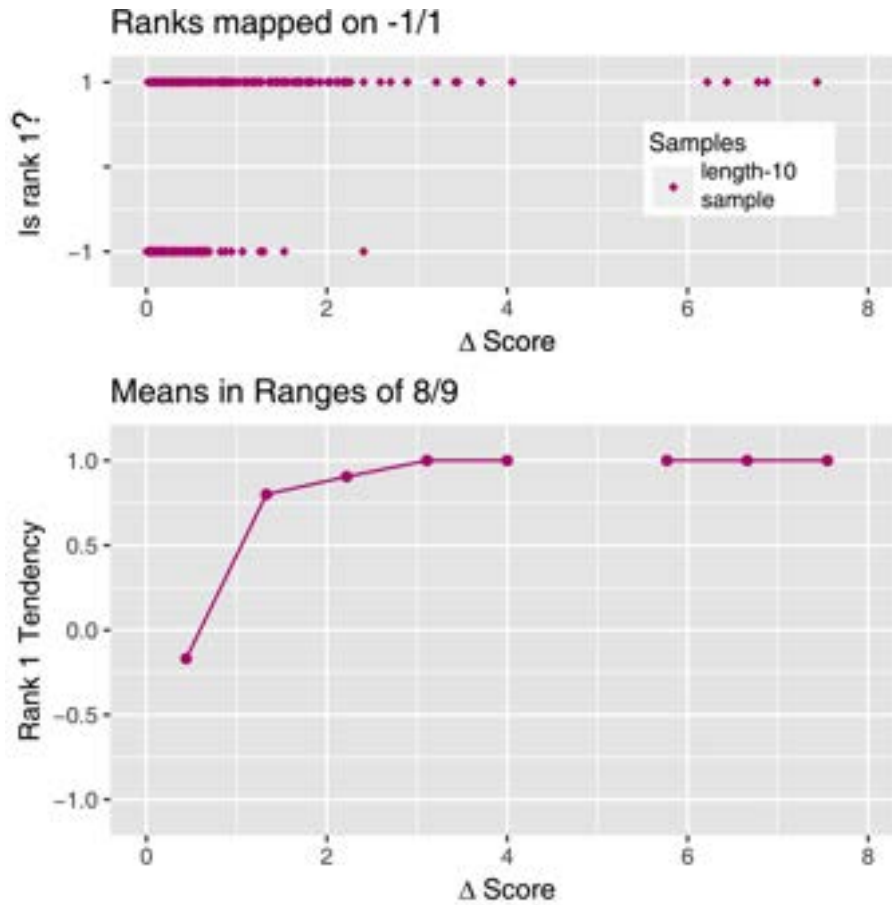 Ranks mapped on -1/1
Is rank 1?
1
−1
Samples
length-10
sample
0 2 4 6 8
Δ Score
Means in Ranges of 8/9
Rank 1 Tendency
1.0
0.5
0.0
−0.5
−1.0
0 2 4 6 8
Δ Score